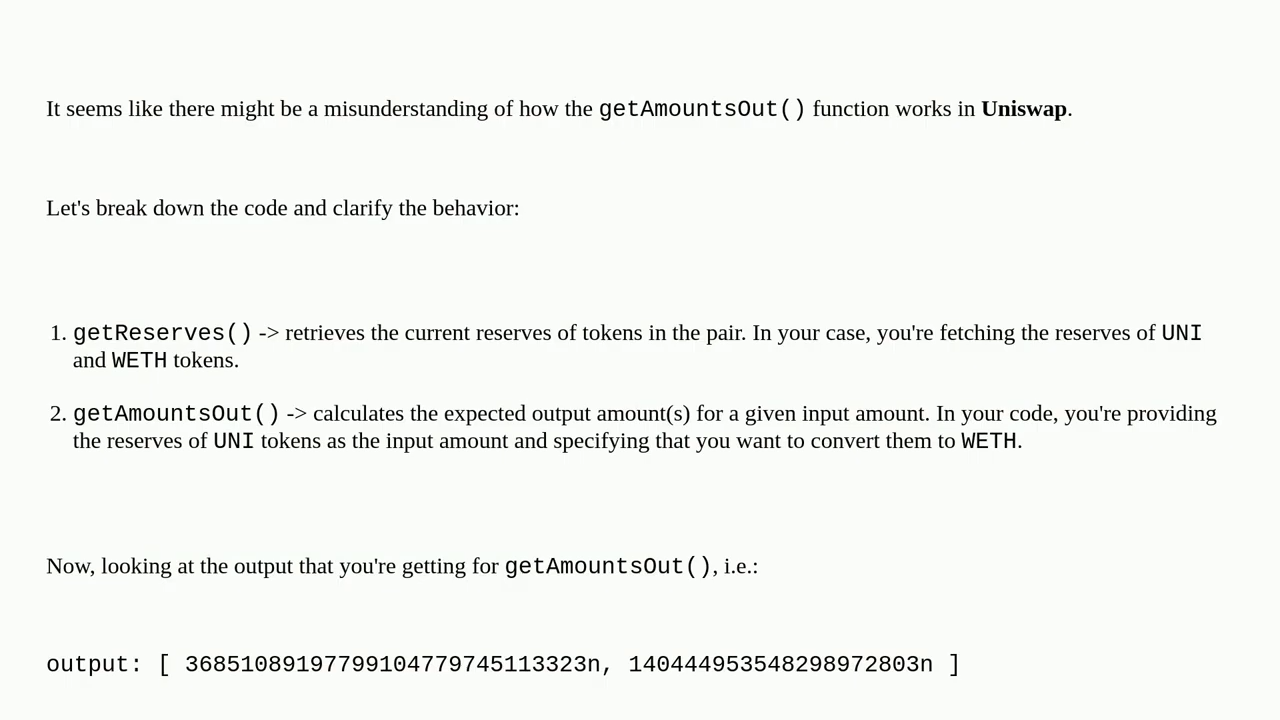 It seems like there might be a misunderstanding of how the getAmountsOut() function works in Uniswap.
Let's break down the code and clarify the behavior:
1. getReserves() -> retrieves the current reserves of tokens in the pair. In your case, you're fetching the reserves of UNI
and WETH tokens.
2. getAmountsOut() -> calculates the expected output amount(s) for a given input amount. In your code, you're providing
the reserves of UNI tokens as the input amount and specifying that you want to convert them to WETH.
Now, looking at the output that you're getting for getAmountsOut(), i.e.:
output: [ 36851089197799104779745113323n, 140444953548298972803n ]